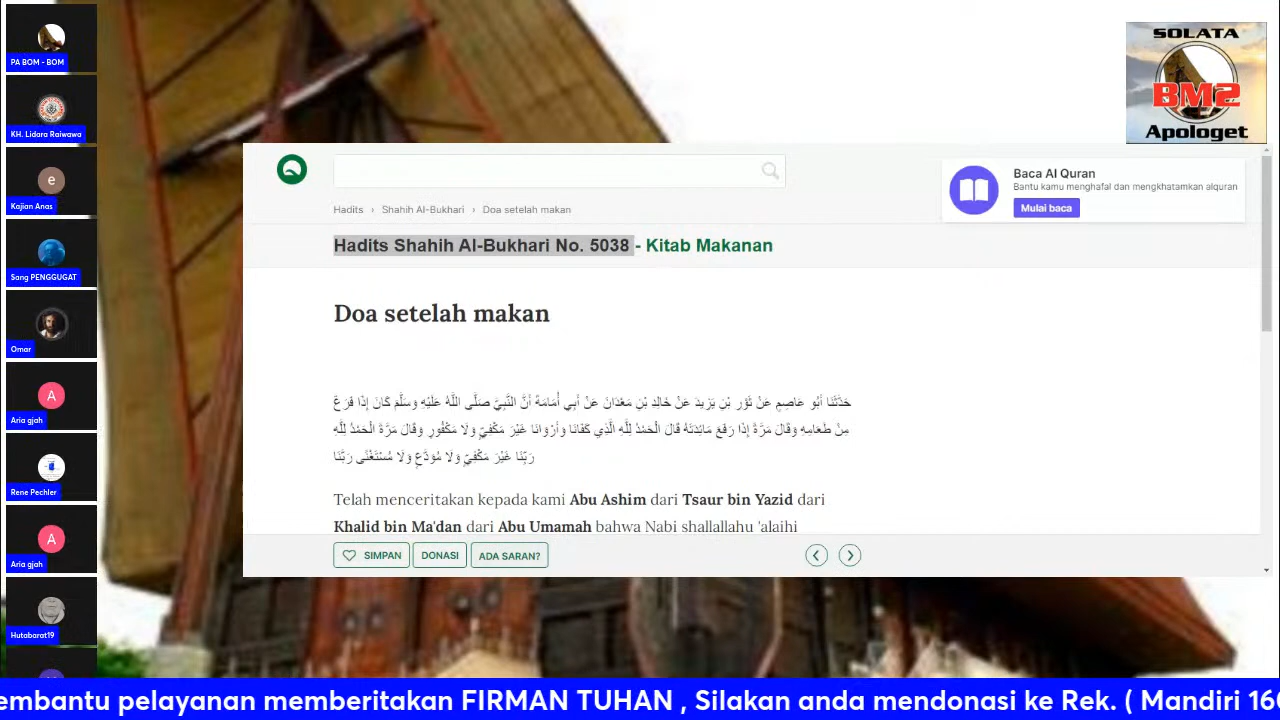 PA BOM - BOM
KH. Lidara Raiwawa
Kajian Anas
Sang PENGGUGAT
Omar
Aria gjah
Rene Pechler
Aria gjah
Hutabarat19
SOLATA
BM2
Apologet
Baca Al Quran
Bantu kamu menghafal dan mengkhatamkan alquran
Mulai baca
Hadits › Shahih Al-Bukhari › Doa setelah makan
Hadits Shahih Al-Bukhari No. 5038 - Kitab Makanan
Doa setelah makan
حَدَّثَنَا أَبُو عَاصِمٍ عَنْ ثَوْرِ بْنِ يَزِيدَ عَنْ خَالِدِ بْنِ مَعْدَانَ عَنْ أَبِي أُمَامَةَ أَنَّ النَّبِيَّ صَلَّى اللَّهُ عَلَيْهِ وَسَلَّمَ كَانَ إِذَا فَرَغَ
مِنْ طَعَامِهِ وَقَالَ مَرَّةً إِذَا رَفَعَ مَائِدَتَهُ قَالَ الْحَمْدُ لِلَّهِ الَّذِي كَفَانَا وَأَرْوَانَا غَيْرَ مَكْفِيٍّ وَلَا مَكْفُورٍ وَقَالَ مَرَّةً الْحَمْدُ لِلَّهِ
رَبِّنَا غَيْرَ مَكْفِيٍّ وَلَا مُوَدَّعٍ وَلَا مُسْتَغْنًى رَبَّنَا
Telah menceritakan kepada kami Abu Ashim dari Tsaur bin Yazid dari
Khalid bin Ma'dan dari Abu Umamah bahwa Nabi shallallahu 'alaihi
SIMPAN DONASI ADA SARAN?
embantu pelayanan memberitakan FIRMAN TUHAN , Silakan anda mendonasi ke Rek. ( Mandiri 16